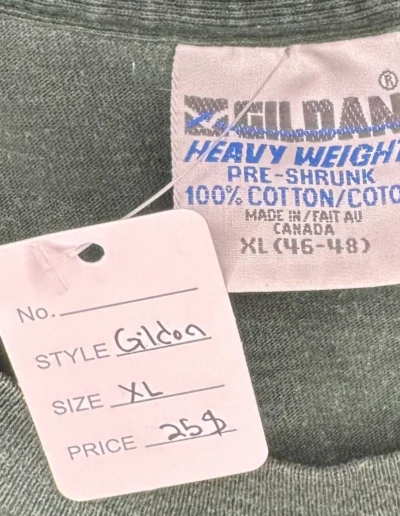 ® GILDAN
HEAVY WEIGHT
PRE-SHRUNK
100% COTTON/COTO
MADE IN/FAIT AU
CANADA
XL (46-48)
No.
STYLE Gildan
SIZE XL
PRICE 25$